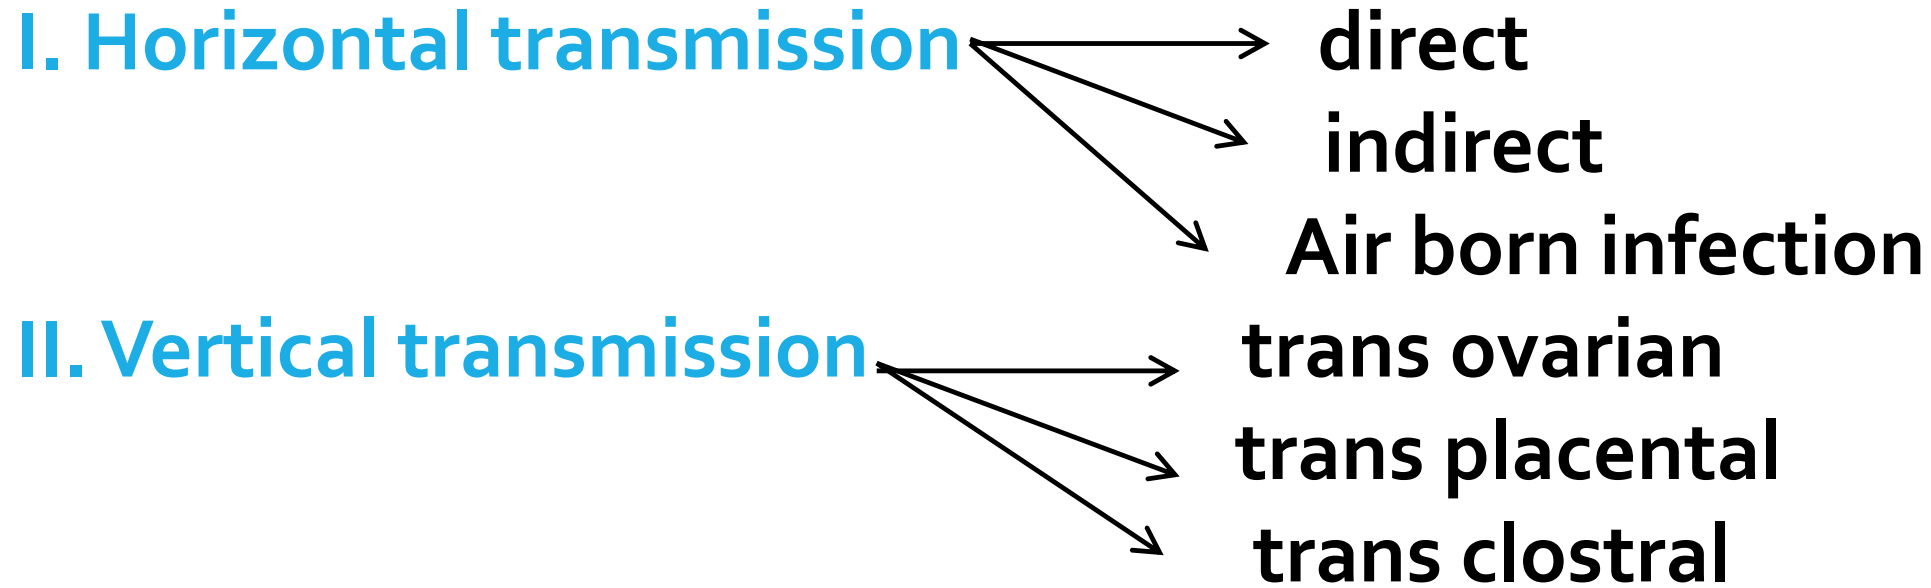 I. Horizontal transmission direct
indirect
Air born infection
II. Vertical transmission trans ovarian
trans placental
trans clostral